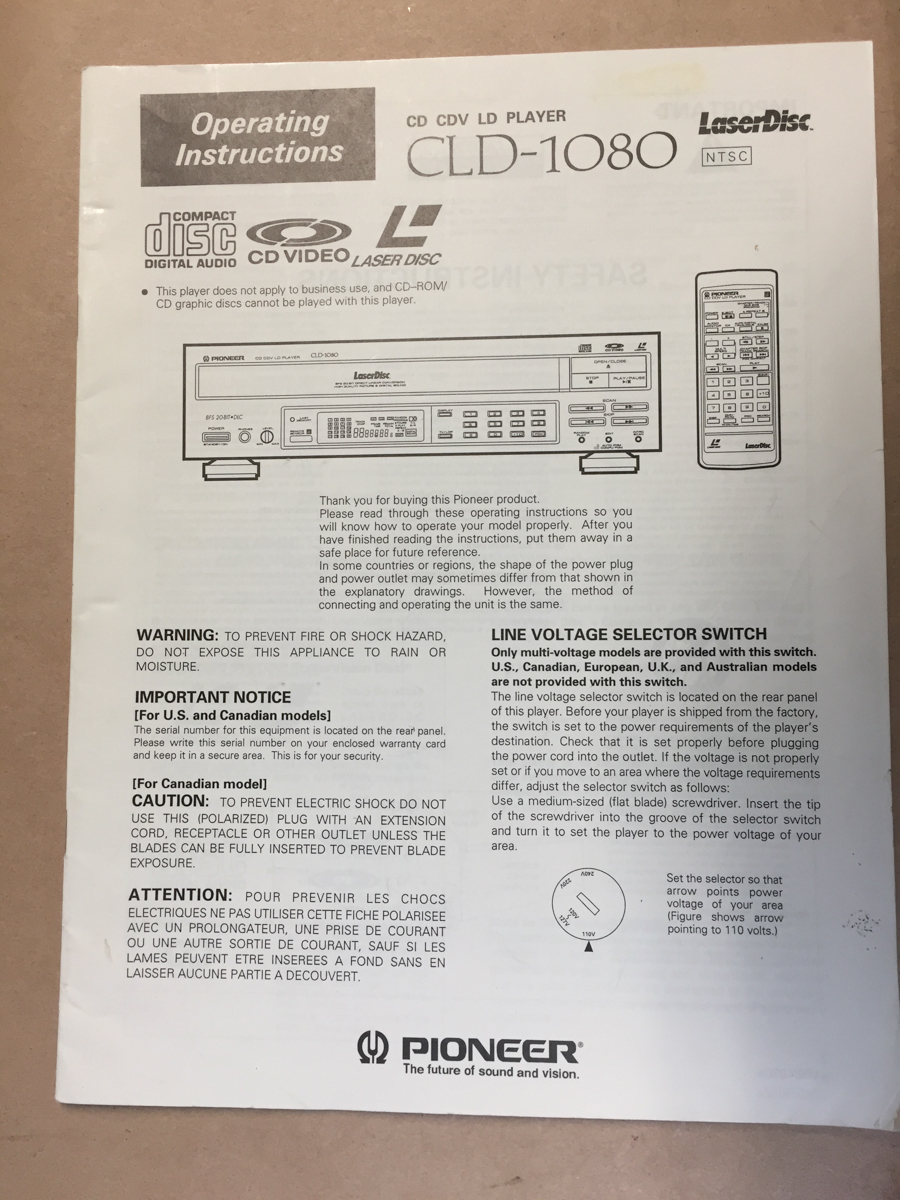 Operating
Instructions
CD CDV LD PLAYER
CLD-1080
LaserDisc
NTSC
COMPACT
disc
DIGITAL AUDIO
CD VIDEO
LASER DISC
● This player does not apply to business use, and CD-ROM/
CD graphic discs cannot be played with this player.
PIONEER
CD CDV LD PLAYER
CLD-1080
LaserDisc
OPEN/CLOSE
STOP
PLAY/PAUSE
POWER
SCAN
SKIP
PIONEER
CDV LD PLAYER
LaserDisc
Thank you for buying this Pioneer product.
Please read through these operating instructions so you
will know how to operate your model properly. After you
have finished reading the instructions, put them away in a
safe place for future reference.
In some countries or regions, the shape of the power plug
and power outlet may sometimes differ from that shown in
the explanatory drawings. However, the method of
connecting and operating the unit is the same.
WARNING: TO PREVENT FIRE OR SHOCK HAZARD,
DO NOT EXPOSE THIS APPLIANCE TO RAIN OR
MOISTURE.
IMPORTANT NOTICE
[For U.S. and Canadian models]
The serial number for this equipment is located on the rear panel.
Please write this serial number on your enclosed warranty card
and keep it in a secure area. This is for your security.
[For Canadian model]
CAUTION: TO PREVENT ELECTRIC SHOCK DO NOT
USE THIS (POLARIZED) PLUG WITH AN EXTENSION
CORD, RECEPTACLE OR OTHER OUTLET UNLESS THE
BLADES CAN BE FULLY INSERTED TO PREVENT BLADE
EXPOSURE.
ATTENTION: POUR PREVENIR LES CHOCS
ELECTRIQUES NE PAS UTILISER CETTE FICHE POLARISEE
AVEC UN PROLONGATEUR, UNE PRISE DE COURANT
OU UNE AUTRE SORTIE DE COURANT, SAUF SI LES
LAMES PEUVENT ETRE INSEREES A FOND SANS EN
LAISSER AUCUNE PARTIE A DECOUVERT.
LINE VOLTAGE SELECTOR SWITCH
Only multi-voltage models are provided with this switch.
U.S., Canadian, European, U.K., and Australian models
are not provided with this switch.
The line voltage selector switch is located on the rear panel
of this player. Before your player is shipped from the factory,
the switch is set to the power requirements of the player's
destination. Check that it is set properly before plugging
the power cord into the outlet. If the voltage is not properly
set or if you move to an area where the voltage requirements
differ, adjust the selector switch as follows:
Use a medium-sized (flat blade) screwdriver. Insert the tip
of the screwdriver into the groove of the selector switch
and turn it to set the player to the power voltage of your
area.
240V
220V
110V
Set the selector so that
arrow points power
voltage of your area
(Figure shows arrow
pointing to 110 volts.)
PIONEER®
The future of sound and vision.